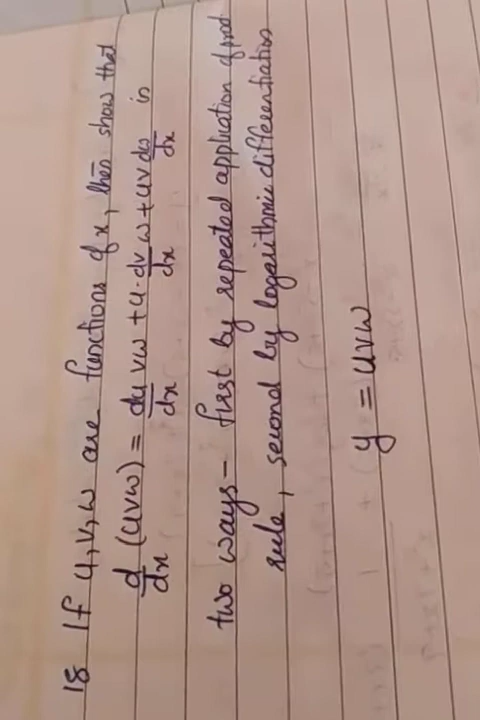 18 If u,v,w are functions of x, then show that
d/dx (uvw) = du/dx vw + u·dv/dx w + uv dw/dx in
two ways - first by repeated application of prod
rule, second by logarithmic differentiation
y = uvw